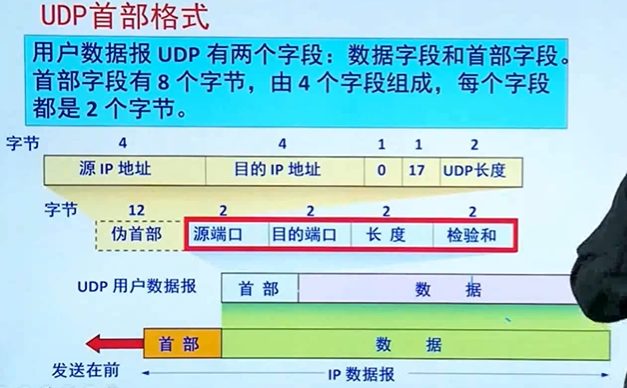 UDP首部格式
用户数据报 UDP 有两个字段：数据字段和首部字段。
首部字段有 8 个字节，由 4 个字段组成，每个字段
都是 2 个字节。
字节 4 4 1 1 2
源 IP 地址 目的 IP 地址 0 17 UDP长度
字节 12 2 2 2 2
伪首部 源端口 目的端口 长 度 检验和
UDP 用户数据报 首 部 数 据
首 部 数 据
发送在前 IP 数据报